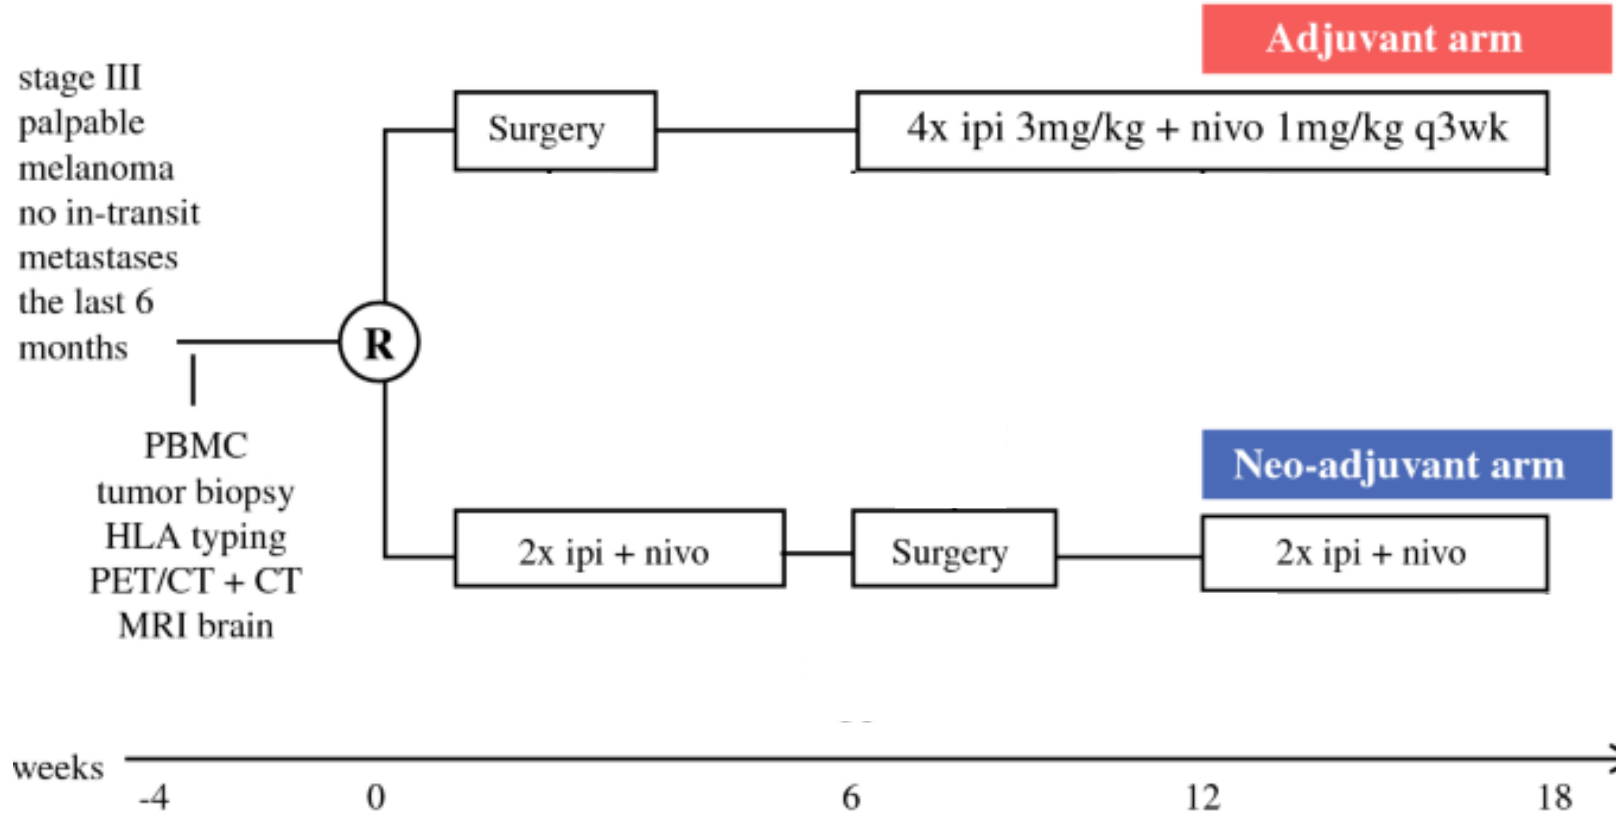 Adjuvant arm
stage III
palpable
melanoma
no in-transit
metastases
the last 6
months
Surgery
4x ipi 3mg/kg + nivo 1mg/kg q3wk
R
PBMC
tumor biopsy
HLA typing
PET/CT + CT
MRI brain
Neo-adjuvant arm
2x ipi + nivo
Surgery
2x ipi + nivo
weeks
-4 0 6 12 18